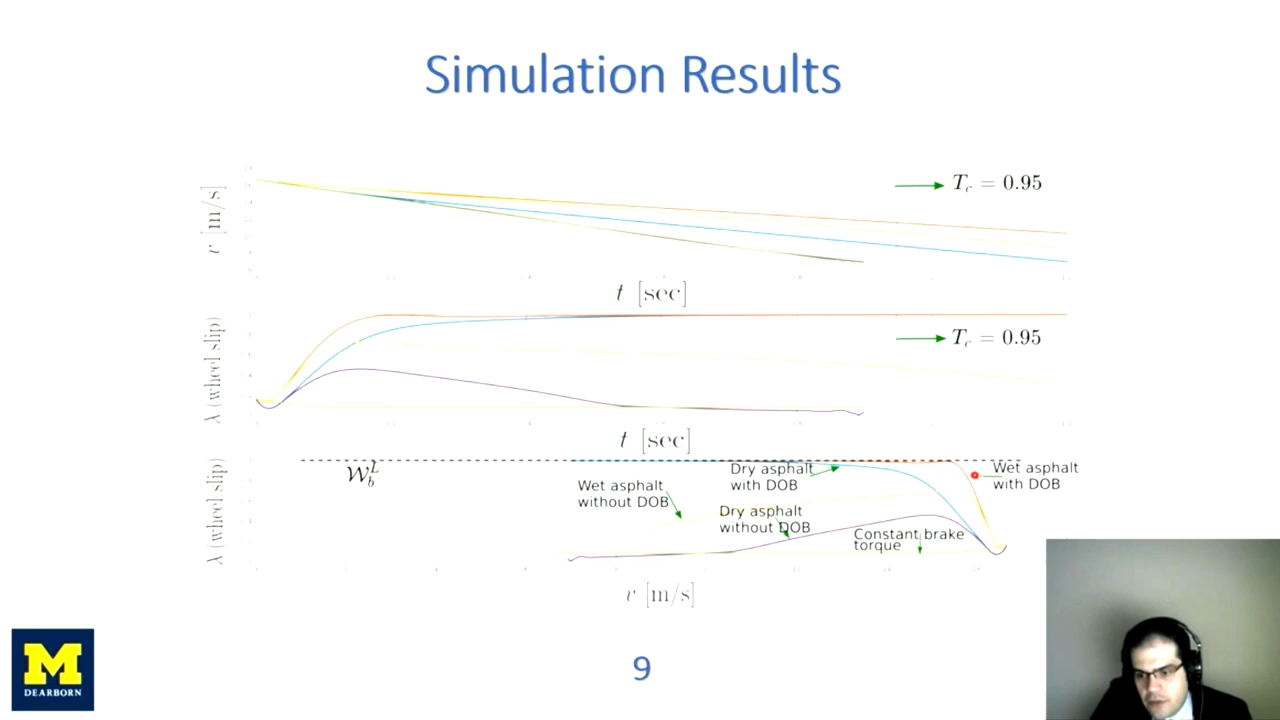 Simulation Results
v [m/s]
T_c = 0.95
t [sec]
λ (wheel slip)
T_c = 0.95
t [sec]
λ (wheel slip)
W_b^L
Dry asphalt
with DOB
Wet asphalt
with DOB
Wet asphalt
without DOB
Dry asphalt
without DOB
Constant brake
torque
v [m/s]
M
DEARBORN
9